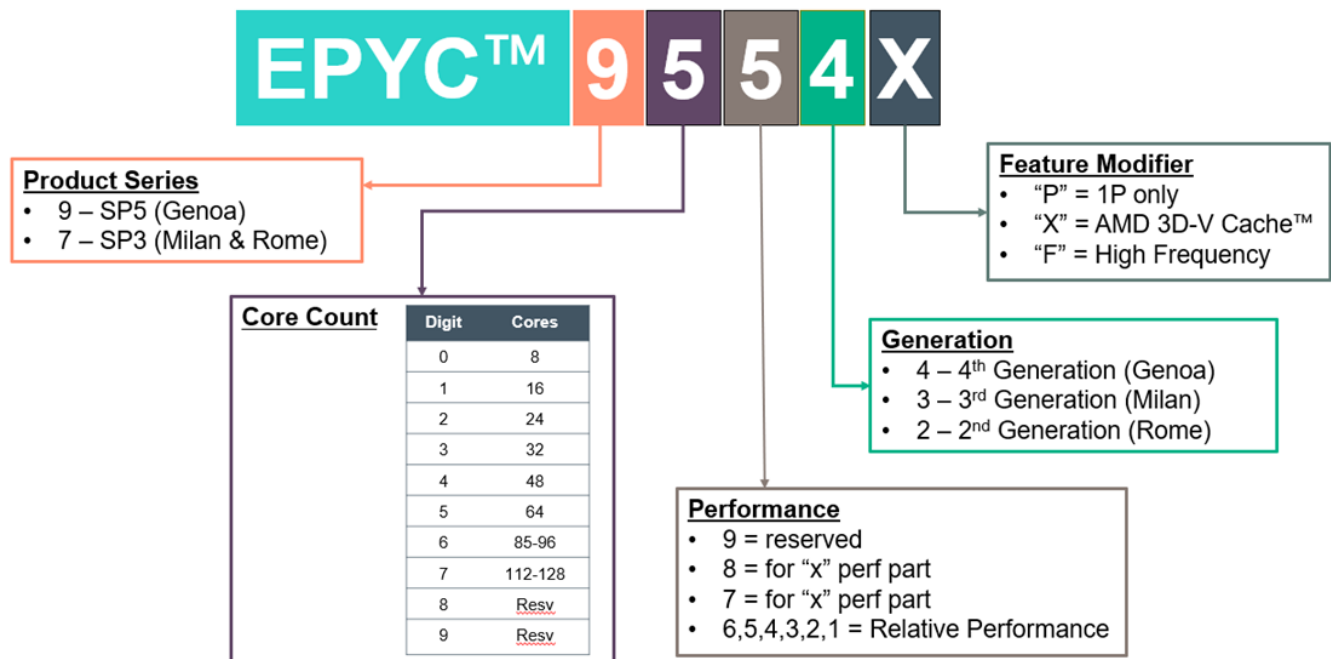 EPYC™ 9 5 5 4 X
Product Series
• 9 – SP5 (Genoa)
• 7 – SP3 (Milan & Rome)
Feature Modifier
• “P” = 1P only
• “X” = AMD 3D-V Cache™
• “F” = High Frequency
Core Count
Digit Cores
0 8
1 16
2 24
3 32
4 48
5 64
6 85-96
7 112-128
8 Resv
9 Resv
Generation
• 4 – 4th Generation (Genoa)
• 3 – 3rd Generation (Milan)
• 2 – 2nd Generation (Rome)
Performance
• 9 = reserved
• 8 = for “x” perf part
• 7 = for “x” perf part
• 6,5,4,3,2,1 = Relative Performance